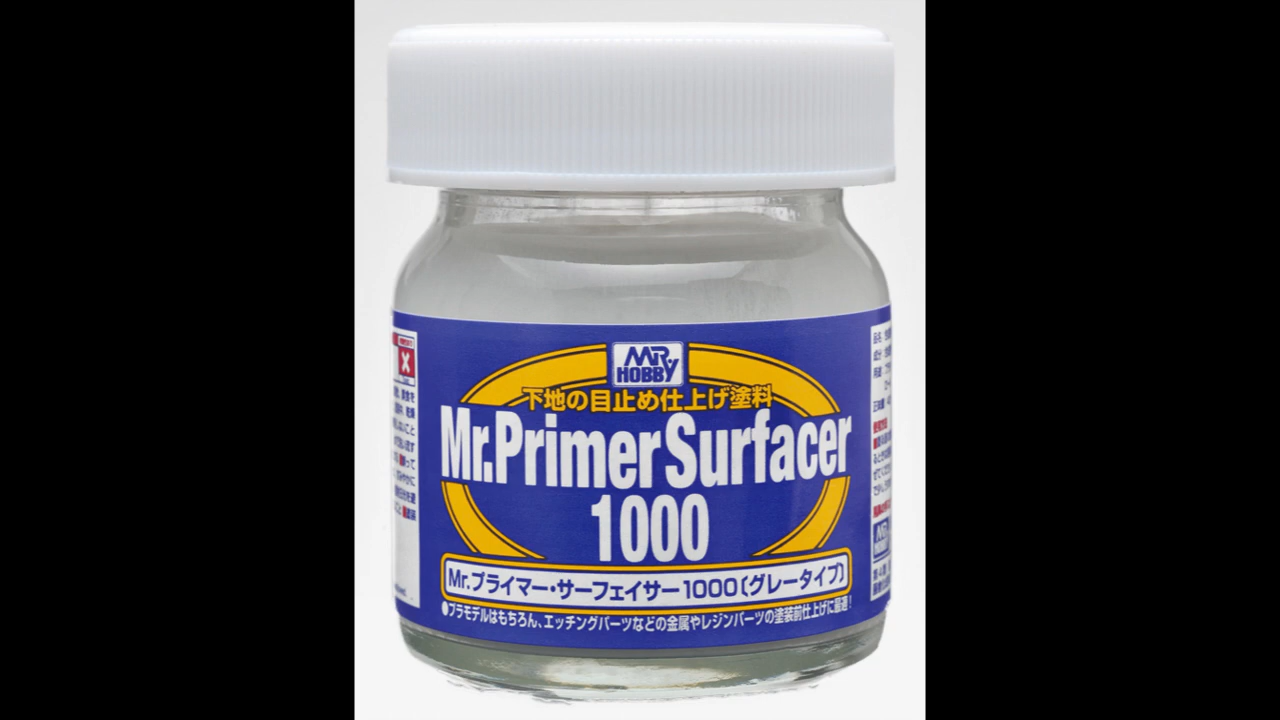 MR.
HOBBY
下地の目止め仕上げ塗料
Mr.Primer Surfacer
1000
Mr.プライマー・サーフェイサー1000〔グレータイプ〕
●プラモデルはもちろん、エッチングパーツなどの金属やレジンパーツの塗装前仕上げに最適!